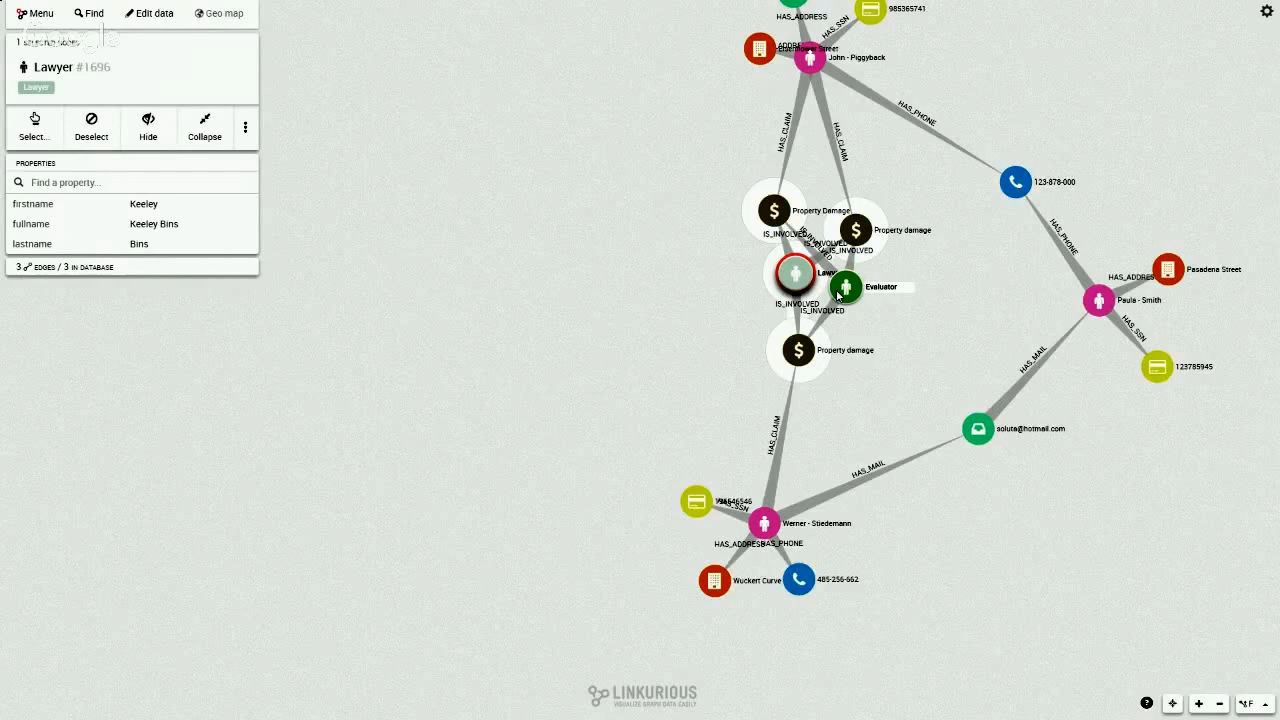 Menu
Find
Edit data
Geo map
Lawyer #1696
Lawyer
Select...
Deselect
Hide
Collapse
PROPERTIES
Find a property...
firstname Keeley
fullname Keeley Bins
lastname Bins
3 EDGES / 3 IN DATABASE
HAS_ADDRESS
HAS_SSN
985365741
John - Piggyback
HAS_CLAIM
HAS_CLAIM
HAS_PHONE
123-878-000
HAS_PHONE
Property Damage
IS_INVOLVED
IS_INVOLVED
Property damage
IS_INVOLVED
IS_INVOLVED
Evaluator
IS_INVOLVED
IS_INVOLVED
Property damage
Pasadena Street
Paula - Smith
HAS_SSN
123785945
HAS_MAIL
soluta@hotmail.com
HAS_MAIL
HAS_CLAIM
Werner - Stiedemann
HAS_ADDRESS
HAS_PHONE
Wuckert Curve
485-256-662
LINKURIOUS
VISUALIZE GRAPH DATA EASILY
?
F